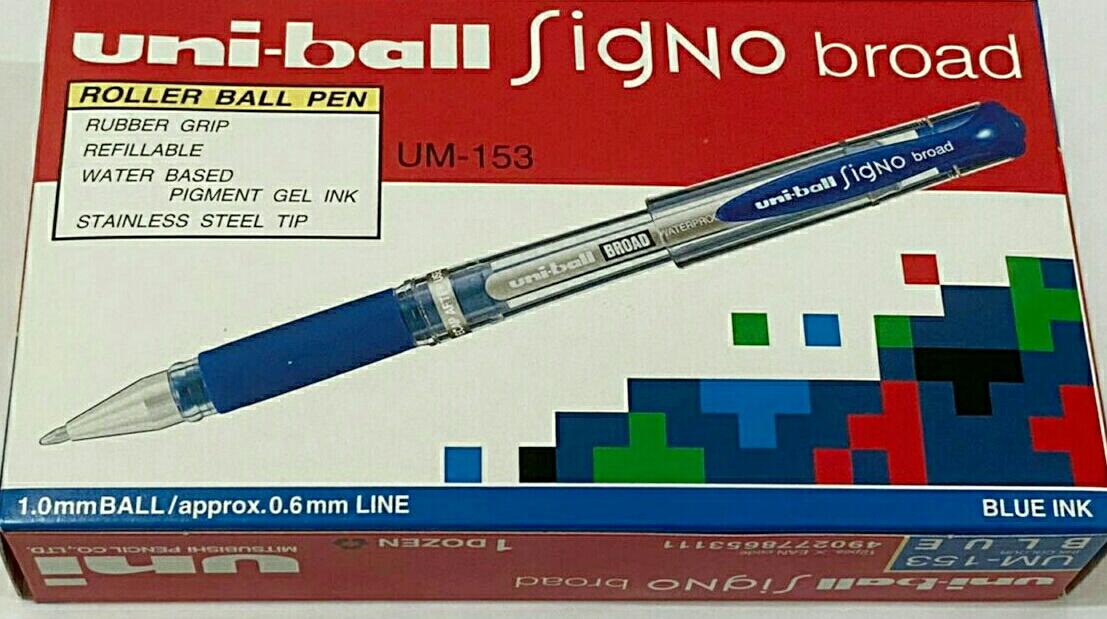 uni-ball SigNo broad
ROLLER BALL PEN
RUBBER GRIP
REFILLABLE
WATER BASED
PIGMENT GEL INK
STAINLESS STEEL TIP
UM-153
uni-ball SigNo broad
uni-ball BROAD WATERPRO
1.0mmBALL/approx.0.6mm LINE
BLUE INK
uni-ball SigNo broad
UM-153
BLUE
4902778653111
1 DOZEN
MITSUBISHI PENCIL CO., LTD.
uni